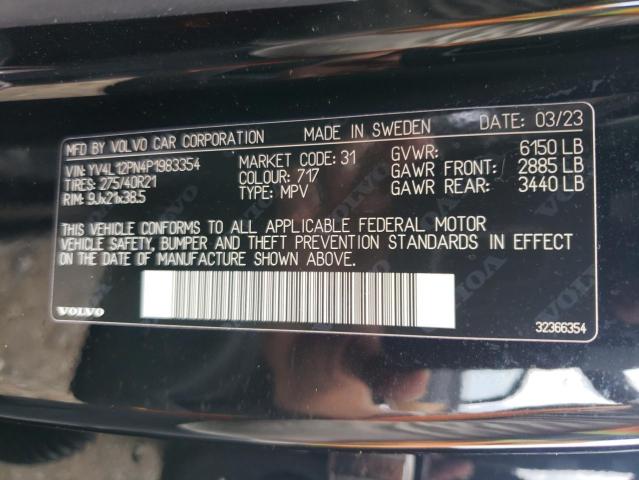 MFD BY VOLVO CAR CORPORATION MADE IN SWEDEN DATE: 03/23
VIN: YV4L12PN4P1983354 MARKET CODE: 31 GVWR: 6150 LB
TIRES: 275/40R21 COLOUR: 717 GAWR FRONT: 2885 LB
RIM: 9Jx21x38.5 TYPE: MPV GAWR REAR: 3440 LB
THIS VEHICLE CONFORMS TO ALL APPLICABLE FEDERAL MOTOR
VEHICLE SAFETY, BUMPER AND THEFT PREVENTION STANDARDS IN EFFECT
ON THE DATE OF MANUFACTURE SHOWN ABOVE.
VOLVO 32366354